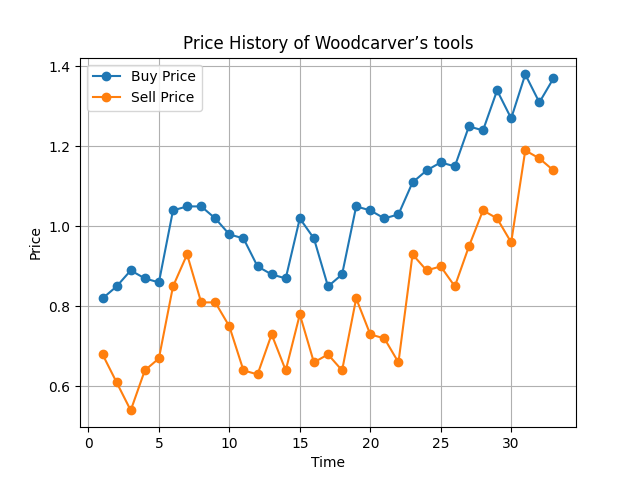 Price History of Woodcarver’s tools
Buy Price
Sell Price
1.4
1.2
1.0
0.8
0.6
Price
0 5 10 15 20 25 30
Time